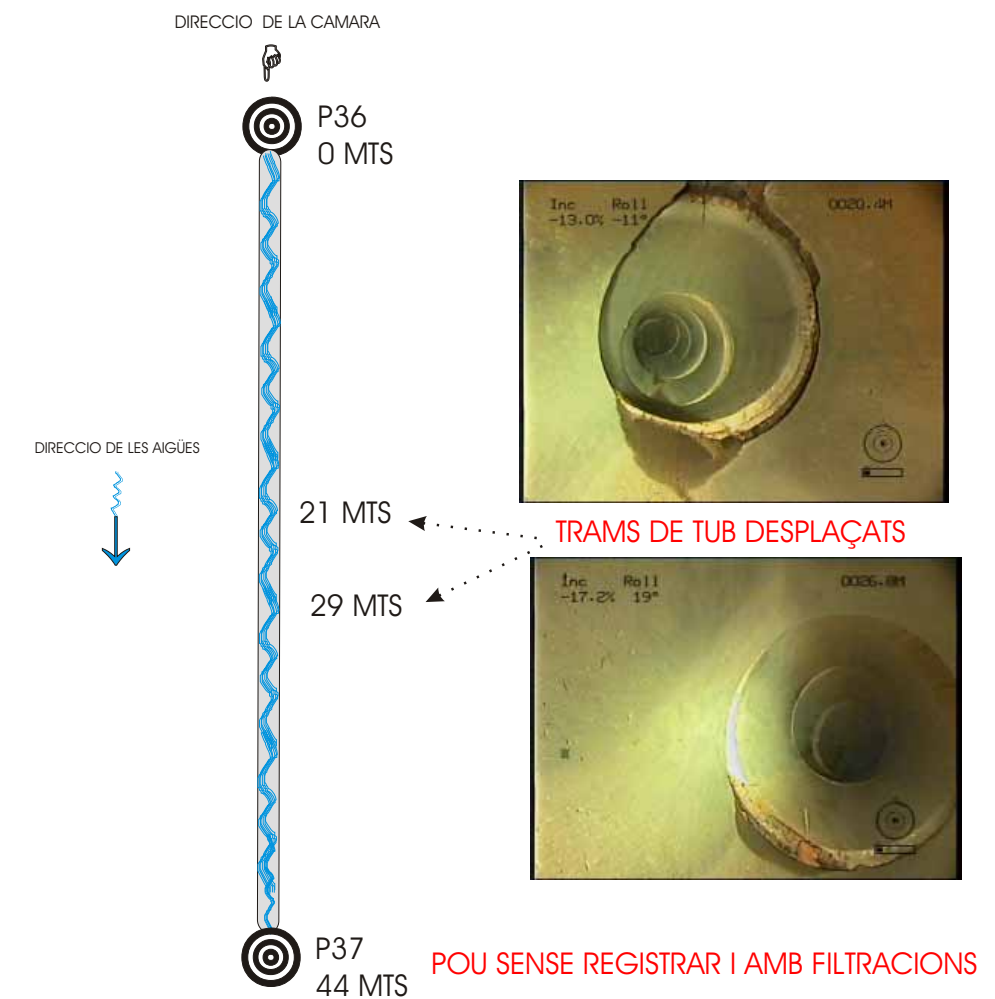 DIRECCIO DE LA CAMARA
P36
0 MTS
Inc Roll 0020.4M
-13.0% -11°
DIRECCIO DE LES AIGÜES
21 MTS
TRAMS DE TUB DESPLAÇATS
Inc Roll 0026.8M
-17.2% 19°
29 MTS
P37
44 MTS
POU SENSE REGISTRAR I AMB FILTRACIONS